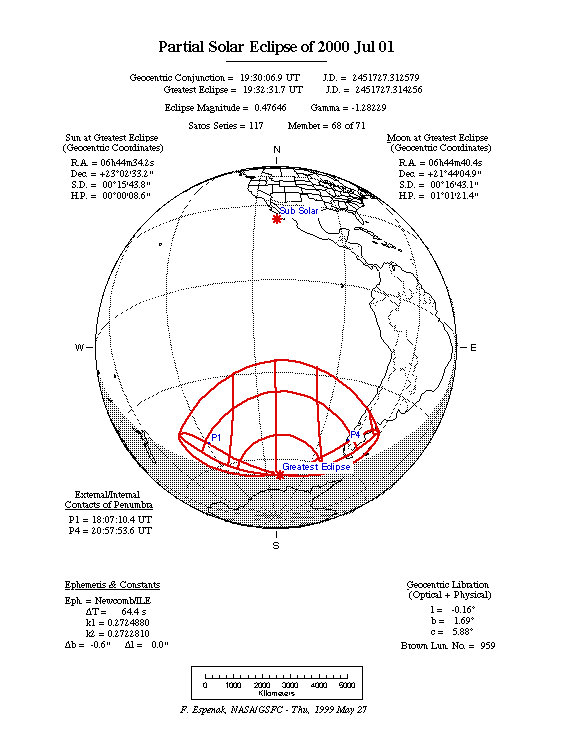 Partial Solar Eclipse of 2000 Jul 01
Geocentric Conjunction = 19:30:06.9 UT J.D. = 2451727.312579
Greatest Eclipse = 19:32:31.7 UT J.D. = 2451727.314256
Eclipse Magnitude = 0.47646 Gamma = -1.28229
Saros Series = 117 Member = 68 of 71
Sun at Greatest Eclipse
(Geocentric Coordinates)
R.A. = 06h44m34.2s
Dec. = +23°02'33.2"
S.D. = 00°15'43.8"
H.P. = 00°00'08.6"
Moon at Greatest Eclipse
(Geocentric Coordinates)
R.A. = 06h44m40.4s
Dec. = +21°44'04.9"
S.D. = 00°16'43.1"
H.P. = 01°01'21.4"
N
Sub Solar
W
E
P1
P4
Greatest Eclipse
S
External/Internal
Contacts of Penumbra
P1 = 18:07:10.4 UT
P4 = 20:57:53.6 UT
Ephemeris & Constants
Eph. = Newcomb/ILE
ΔT = 64.4 s
k1 = 0.2724880
k2 = 0.2722810
Δb = -0.6" Δl = 0.0"
Geocentric Libration
(Optical + Physical)
l = -0.16°
b = 1.69°
c = 5.88°
Brown Lun. No. = 959
0 1000 2000 3000 4000 5000
Kilometers
F. Espenak, NASA/GSFC - Thu, 1999 May 27